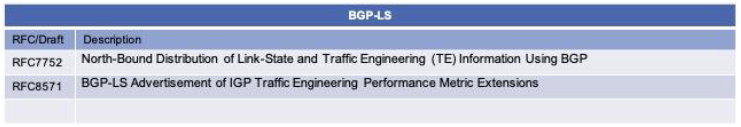 BGP-LS
RFC/Draft Description
RFC7752 North-Bound Distribution of Link-State and Traffic Engineering (TE) Information Using BGP
RFC8571 BGP-LS Advertisement of IGP Traffic Engineering Performance Metric Extensions